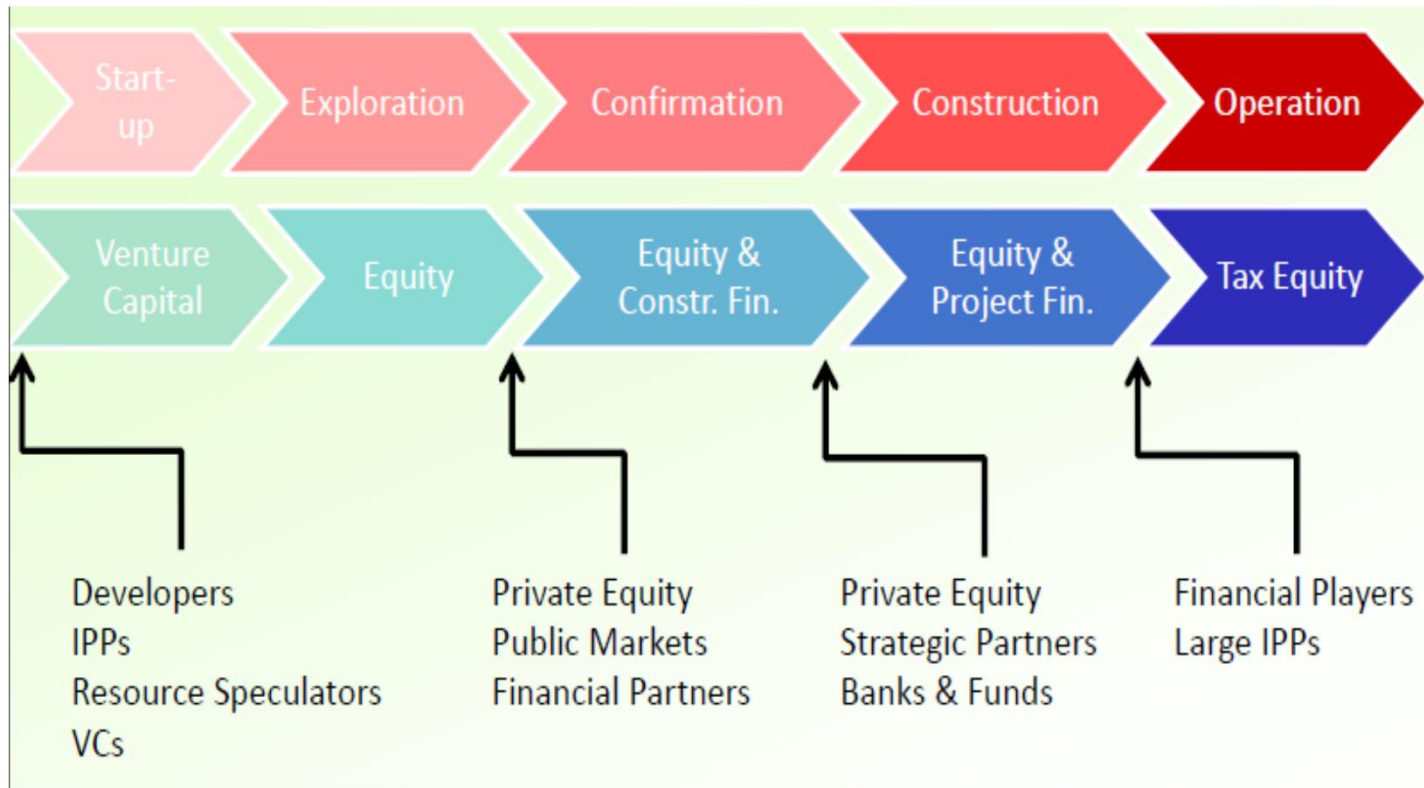 Start-
up
Exploration
Confirmation
Construction
Operation
Venture
Capital
Equity
Equity &
Constr. Fin.
Equity &
Project Fin.
Tax Equity
Developers
IPPs
Resource Speculators
VCs
Private Equity
Public Markets
Financial Partners
Private Equity
Strategic Partners
Banks & Funds
Financial Players
Large IPPs